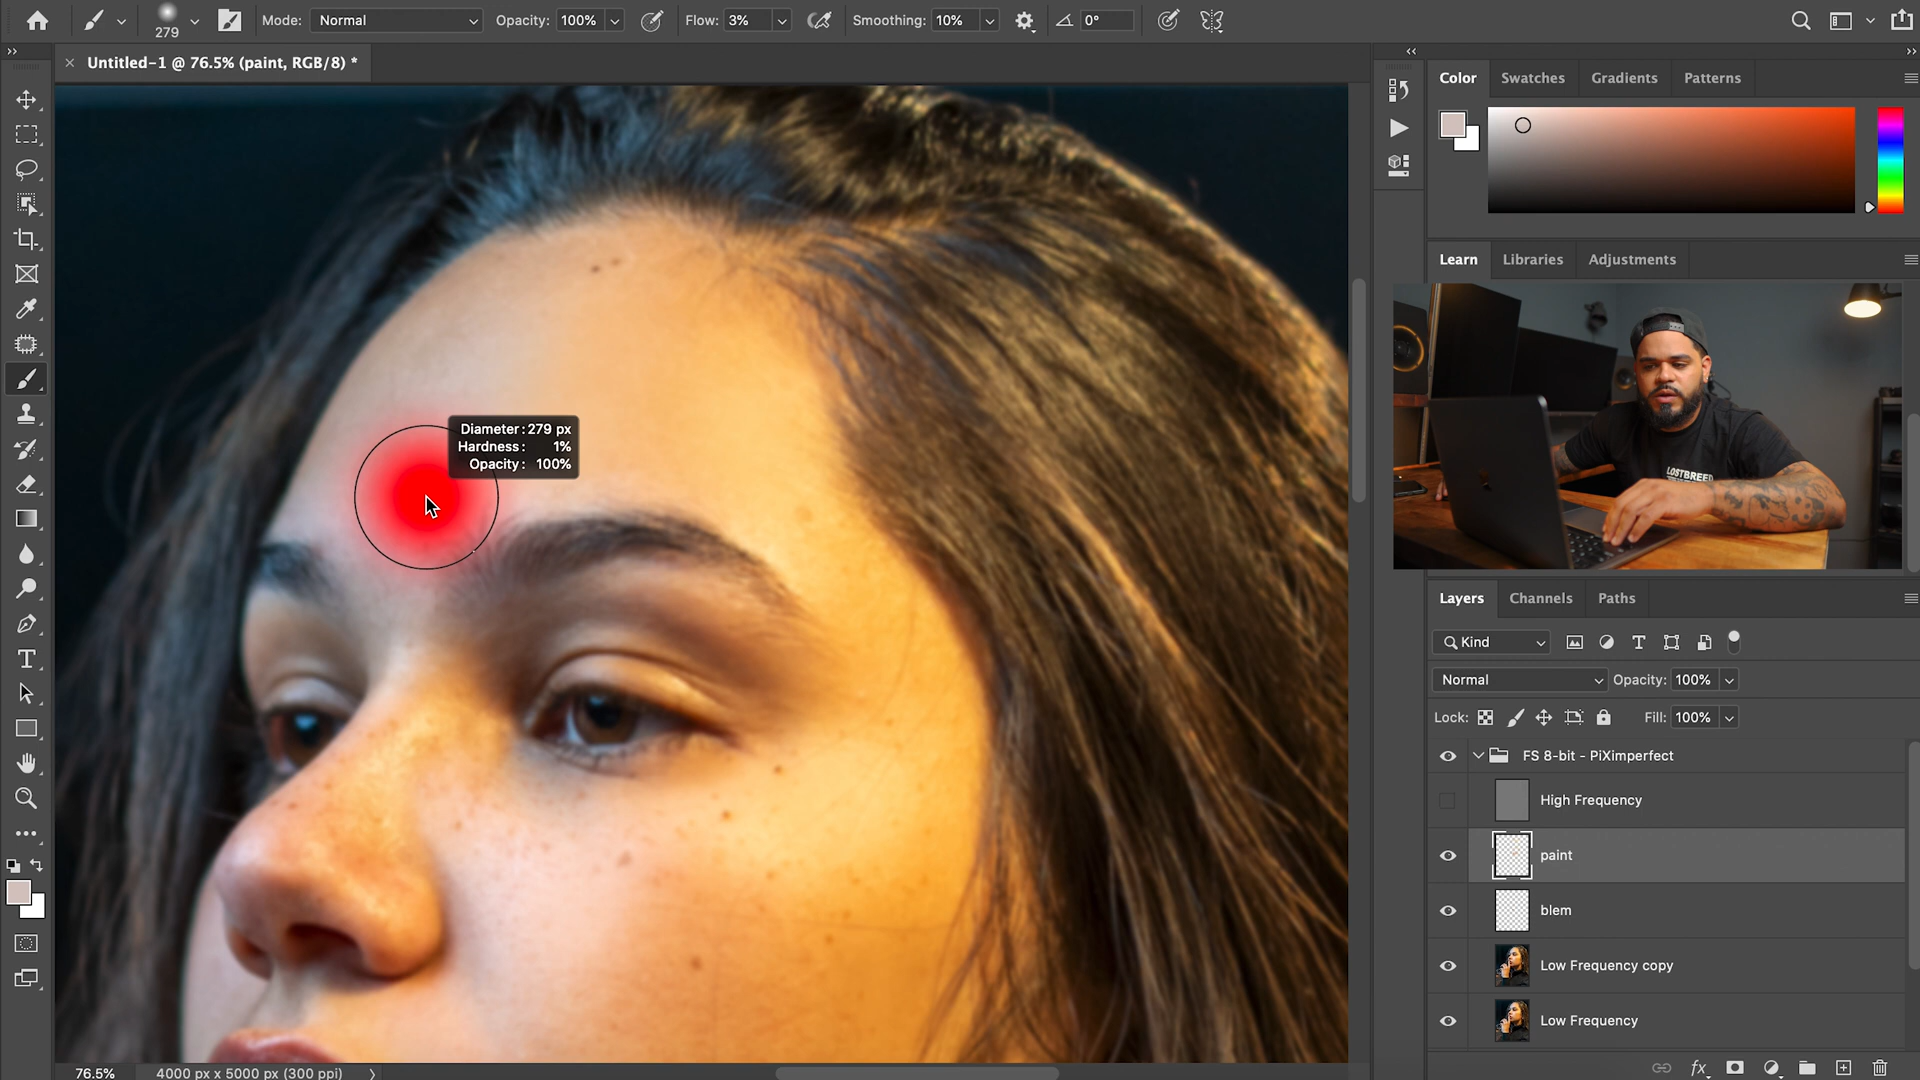 279
Mode: Normal
Opacity: 100%
Flow: 3%
Smoothing: 10%
0°
Untitled-1 @ 76.5% (paint, RGB/8) *
Color Swatches Gradients Patterns
Learn Libraries Adjustments
Diameter: 279 px
Hardness: 1%
Opacity: 100%
LOSTBREED
Layers Channels Paths
Kind
Normal Opacity: 100%
Lock: Fill: 100%
FS 8-bit - PiXimperfect
High Frequency
paint
blem
Low Frequency copy
Low Frequency
fx
76.5% 4000 px x 5000 px (300 ppi)